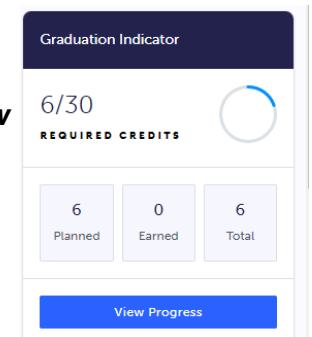 Graduation Indicator
6/30
w
REQUIRED CREDITS
6 0 6
Planned Earned Total
View Progress